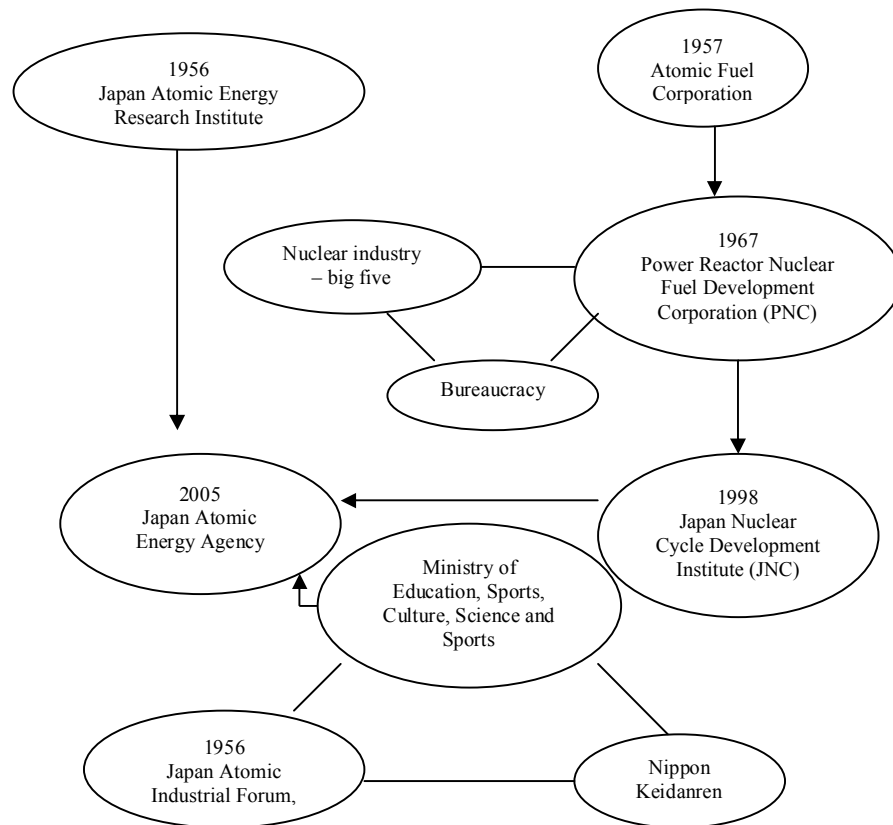 1956
Japan Atomic Energy
Research Institute
1957
Atomic Fuel
Corporation
Nuclear industry
– big five
1967
Power Reactor Nuclear
Fuel Development
Corporation (PNC)
Bureaucracy
2005
Japan Atomic
Energy Agency
1998
Japan Nuclear
Cycle Development
Institute (JNC)
Ministry of
Education, Sports,
Culture, Science and
Sports
1956
Japan Atomic
Industrial Forum,
Nippon
Keidanren